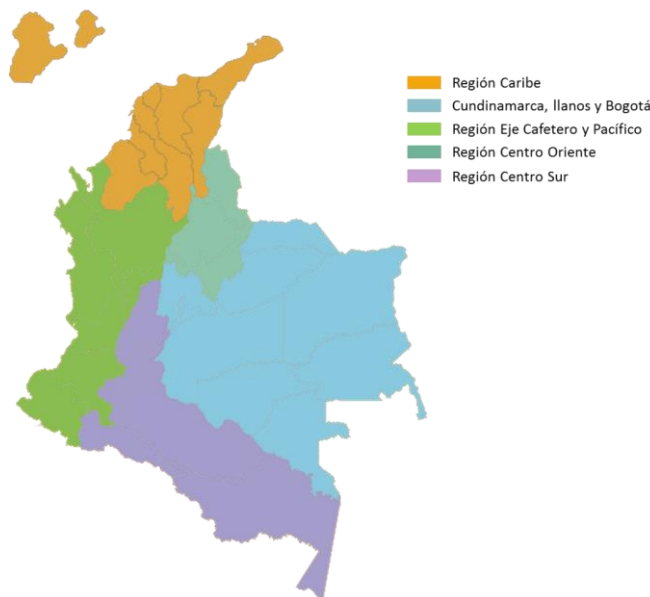 Región Caribe
Cundinamarca, llanos y Bogotá
Región Eje Cafetero y Pacífico
Región Centro Oriente
Región Centro Sur